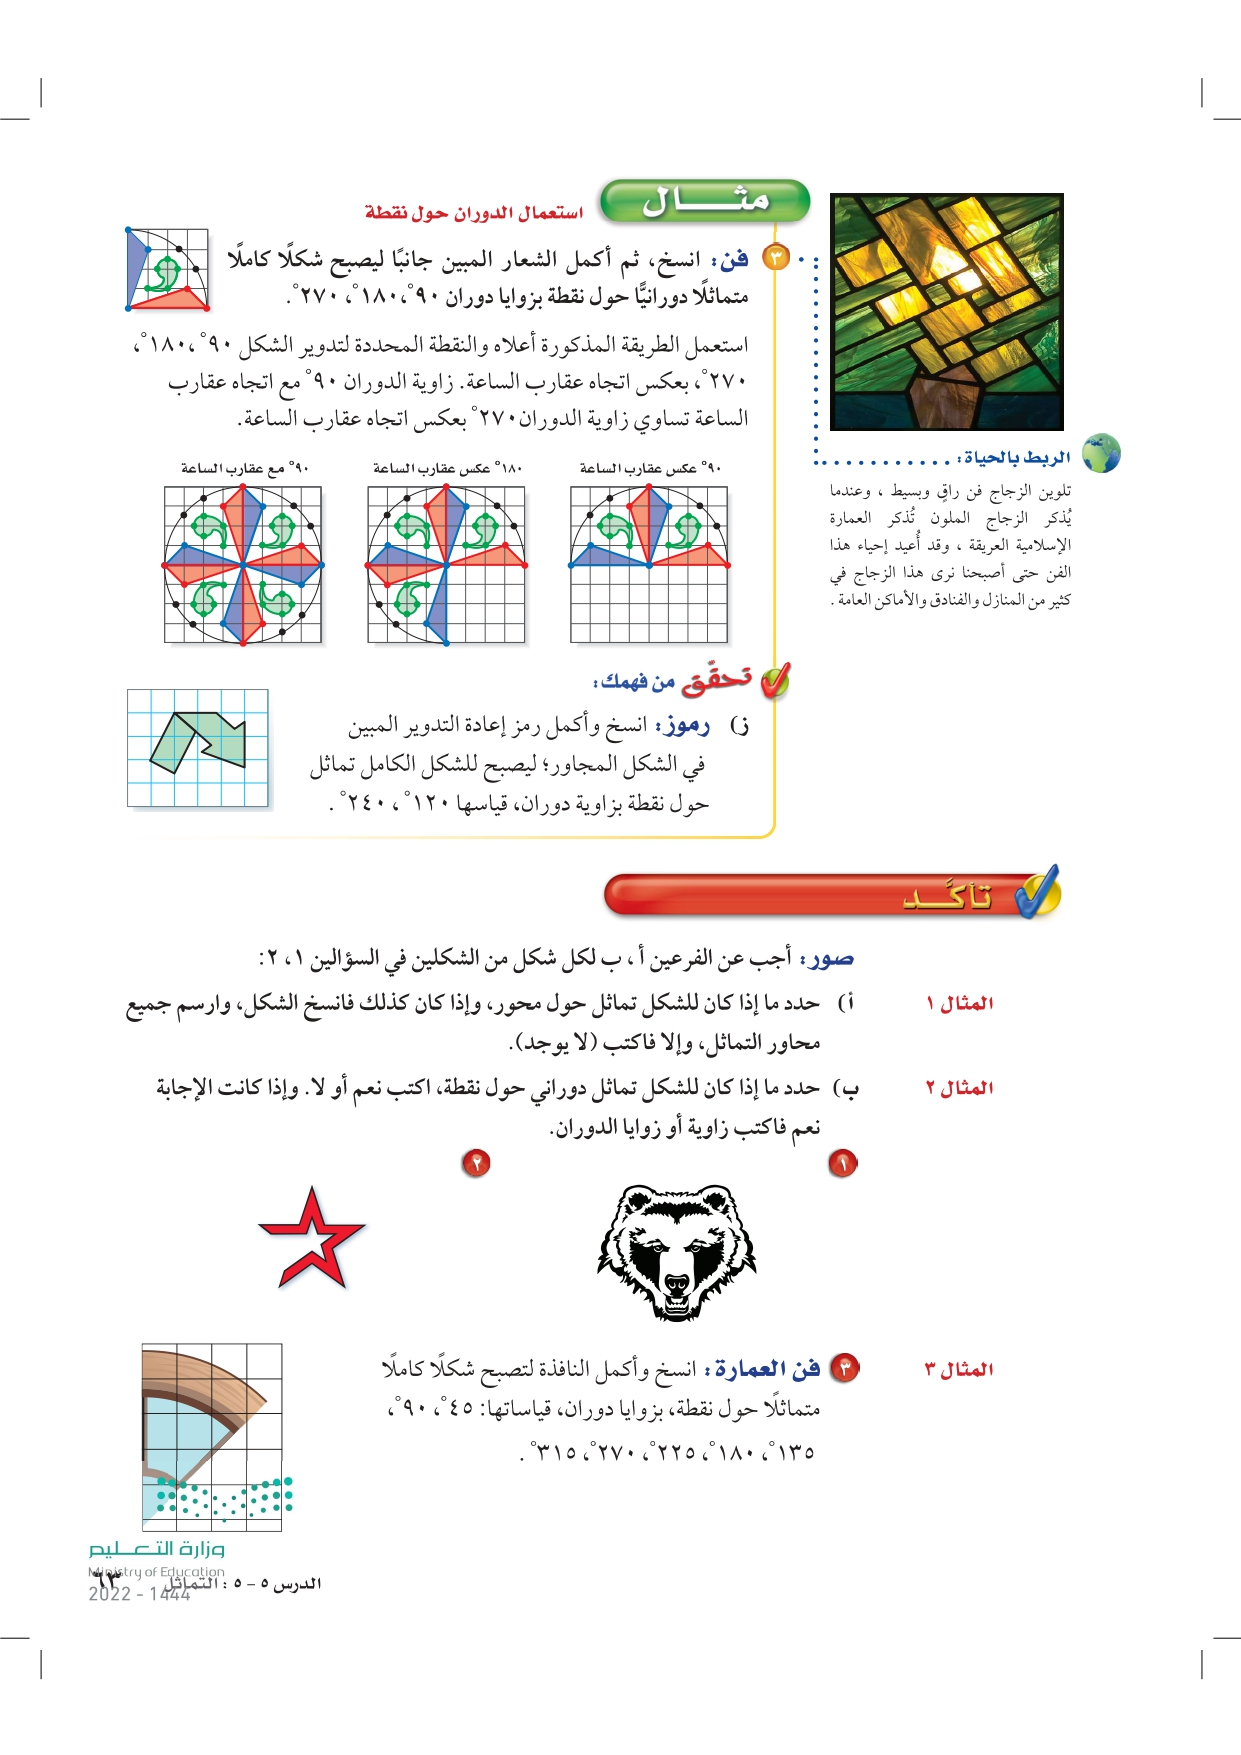 مثــــال
استعمال الدوران حول نقطة
٣ فن: انسخ، ثم أكمل الشعار المبين جانبًا ليصبح شكلًا كاملًا
متماثلًا دورانيًّا حول نقطة بزوايا دوران ٩٠°، ١٨٠°، ٢٧٠°.
استعمل الطريقة المذكورة أعلاه والنقطة المحددة لتدوير الشكل ٩٠°، ١٨٠°،
٢٧٠°، بعكس اتجاه عقارب الساعة. زاوية الدوران ٩٠° مع اتجاه عقارب
الساعة تساوي زاوية الدوران ٢٧٠° بعكس اتجاه عقارب الساعة.
٩٠° عكس عقارب الساعة
١٨٠° عكس عقارب الساعة
٩٠° مع عقارب الساعة
الربط بالحياة:
تلوين الزجاج فن راقٍ وبسيط ، وعندما
يُذكر الزجاج الملون تُذكر العمارة
الإسلامية العريقة ، وقد أُعيد إحياء هذا
الفن حتى أصبحنا نرى هذا الزجاج في
كثير من المنازل والفنادق والأماكن العامة .
تحقّق من فهمك:
ز) رموز: انسخ وأكمل رمز إعادة التدوير المبين
في الشكل المجاور؛ ليصبح للشكل الكامل تماثل
حول نقطة بزاوية دوران، قياسها ١٢٠°، ٢٤٠°.
تأكَّــــد
صور: أجب عن الفرعين أ ، ب لكل شكل من الشكلين في السؤالين ١، ٢:
المثال ١
أ) حدد ما إذا كان للشكل تماثل حول محور، وإذا كان كذلك فانسخ الشكل، وارسم جميع
محاور التماثل، وإلا فاكتب (لا يوجد).
المثال ٢
ب) حدد ما إذا كان للشكل تماثل دوراني حول نقطة، اكتب نعم أو لا. وإذا كانت الإجابة
نعم فاكتب زاوية أو زوايا الدوران.
١
٢
المثال ٣
٣ فن العمارة: انسخ وأكمل النافذة لتصبح شكلًا كاملًا
متماثلًا حول نقطة، بزوايا دوران، قياساتها: ٤٥°، ٩٠°،
١٣٥°، ١٨٠°، ٢٢٥°، ٢٧٠°، ٣١٥°.
وزارة التعـــليم
Ministry of Education
2022 - 1444
الدرس ٥ - ٥ : التماثل ٦٣